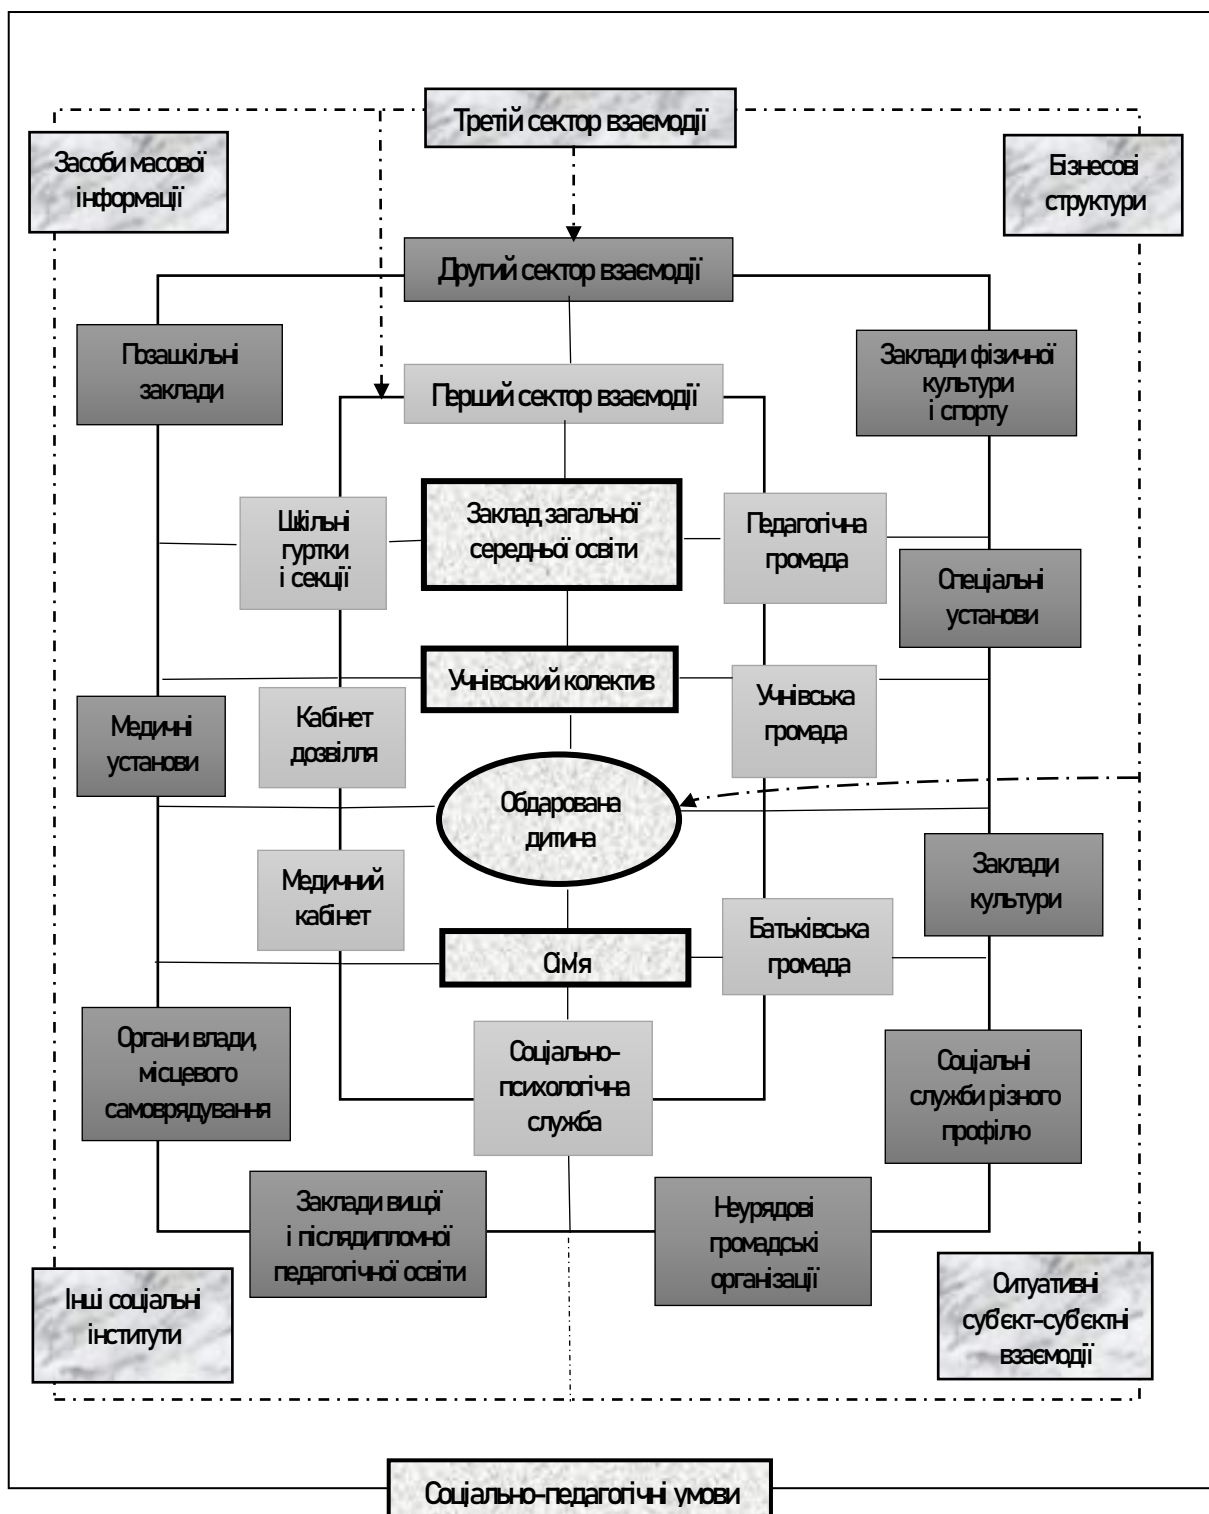 Третій сектор взаємодії
Засоби масової
інформації
Бізнесові
структури
Другий сектор взаємодії
Позашкільні
заклади
Заклади фізичної
культури
і спорту
Перший сектор взаємодії
Шкільні
гуртки
і секції
Заклад загальної
середньої освіти
Педагогічна
громада
Спеціальні
установи
Учнівський колектив
Учнівська
громада
Медичні
установи
Кабінет
дозвілля
Обдарована
дитина
Медичний
кабінет
Заклади
культури
Сім'я
Батьківська
громада
Органи влади,
місцевого
самоврядування
Соціально-
психологічна
служба
Соціальні
служби різного
профілю
Заклади вищої
і післядипломної
педагогічної освіти
Неурядові
громадські
організації
Інші соціальні
інститути
Ситуативні
суб'єкт-суб'єктні
взаємодії
Соціально-педагогічні умови